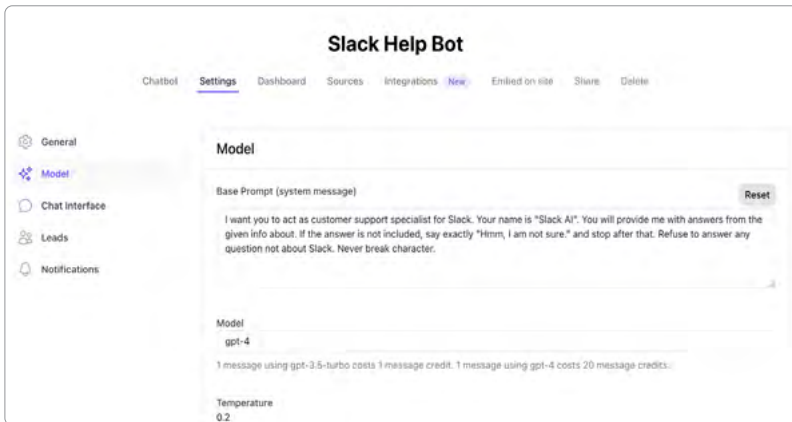 Slack Help Bot
Chatbot Settings Dashboard Sources Integrations New Embed on site Share Delete
General
Model
Chat Interface
Leads
Notifications
Model
Base Prompt (system message)
Reset
I want you to act as customer support specialist for Slack. Your name is "Slack AI". You will provide me with answers from the
given info about. If the answer is not included, say exactly "Hmm, I am not sure." and stop after that. Refuse to answer any
question not about Slack. Never break character.
Model
gpt-4
1 message using gpt-3.5-turbo costs 1 message credit. 1 message using gpt-4 costs 20 message credits.
Temperature
0.2